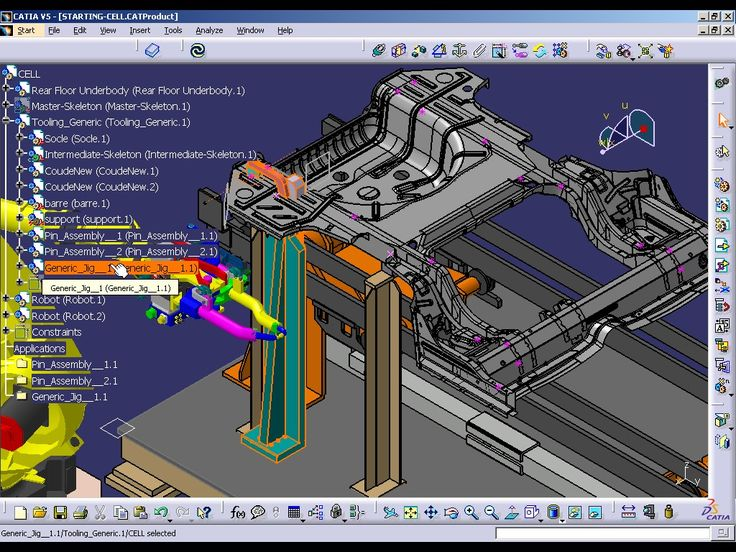 CATIA V5 - [STARTING-CELL.CATProduct]
Start File Edit View Insert Tools Analyze Window Help
CELL
Rear Floor Underbody (Rear Floor Underbody.1)
Master-Skeleton (Master-Skeleton.1)
Tooling_Generic (Tooling_Generic.1)
Socle (Socle.1)
Intermediate-Skeleton (Intermediate-Skeleton.1)
CoudeNew (CoudeNew.1)
CoudeNew (CoudeNew.2)
barre (barre.1)
support (support.1)
Pin_Assembly__1 (Pin_Assembly__1.1)
Pin_Assembly__2 (Pin_Assembly__2.1)
Generic_Jig__1 (Generic_Jig__1.1)
Generic_Jig__1 (Generic_Jig__1.1)
Robot (Robot.1)
Robot (Robot.2)
Constraints
Applications
Pin_Assembly__1.1
Pin_Assembly__2.1
Generic_Jig__1.1
v u
z
x y
f(x)
CATIA
Generic_Jig__1.1/Tooling_Generic.1/CELL selected